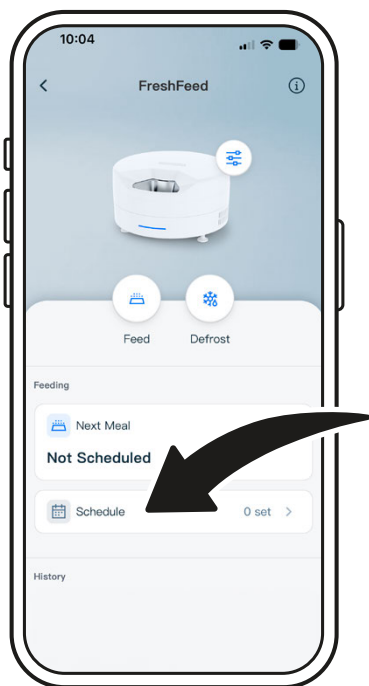 10:04
FreshFeed
Feed Defrost
Feeding
Next Meal
Not Scheduled
Schedule 0 set
History